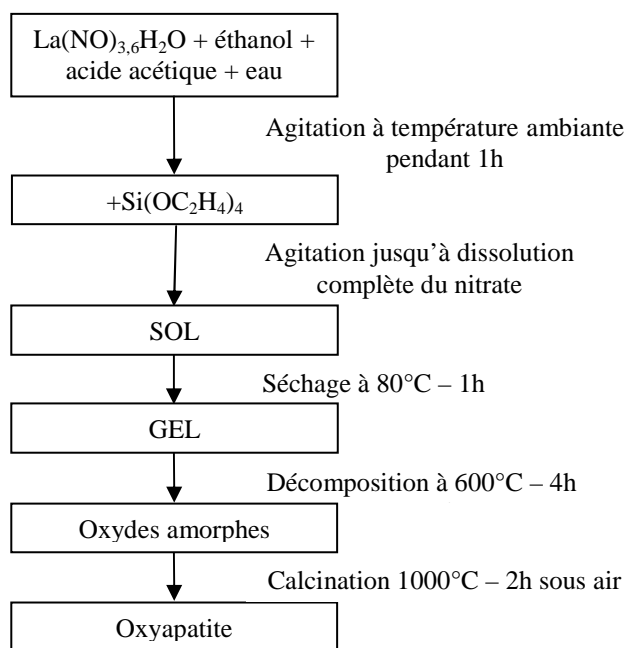 La(NO)₃,₆H₂O + éthanol +
acide acétique + eau
Agitation à température ambiante
pendant 1h
+Si(OC₂H₄)₄
Agitation jusqu’à dissolution
complète du nitrate
SOL
Séchage à 80°C – 1h
GEL
Décomposition à 600°C – 4h
Oxydes amorphes
Calcination 1000°C – 2h sous air
Oxyapatite